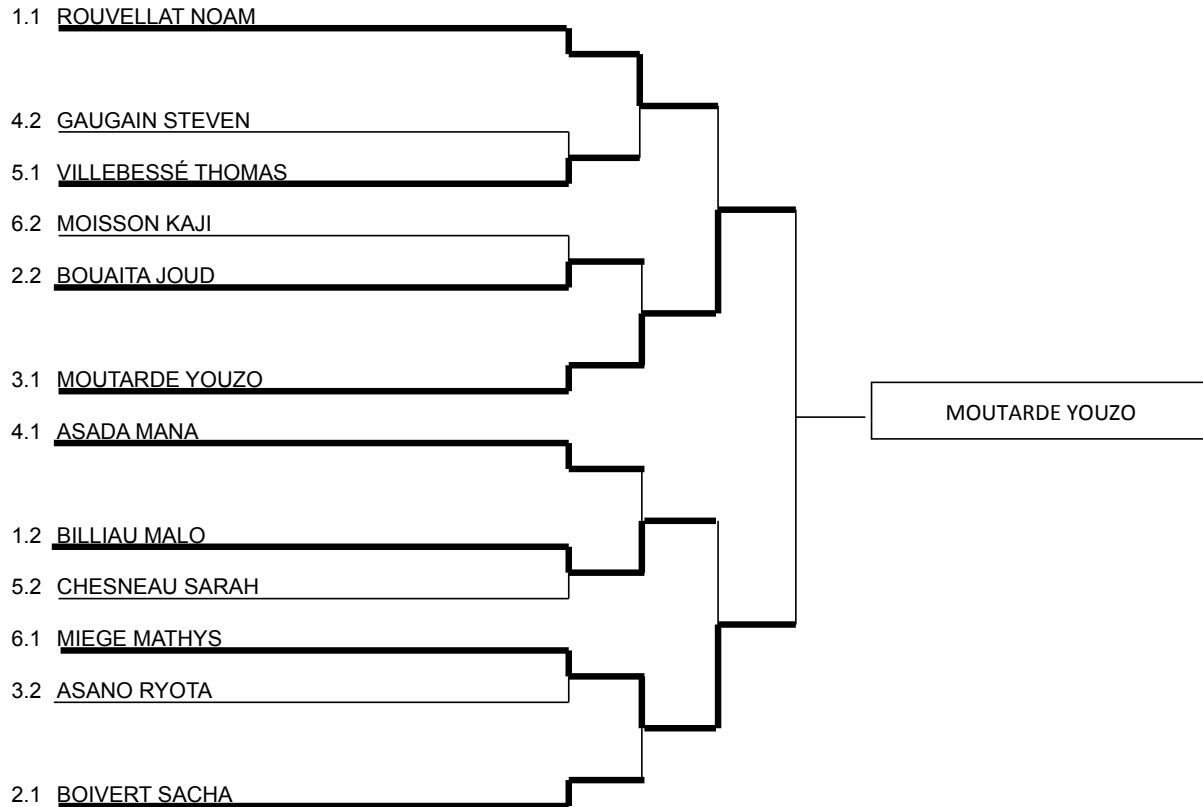 1.1 ROUVELLAT NOAM
4.2 GAUGAIN STEVEN
5.1 VILLEBESSÉ THOMAS
6.2 MOISSON KAJI
2.2 BOUAITA JOUD
3.1 MOUTARDE YOUZO
MOUTARDE YOUZO
4.1 ASADA MANA
1.2 BILLIAU MALO
5.2 CHESNEAU SARAH
6.1 MIEGE MATHYS
3.2 ASANO RYOTA
2.1 BOIVERT SACHA